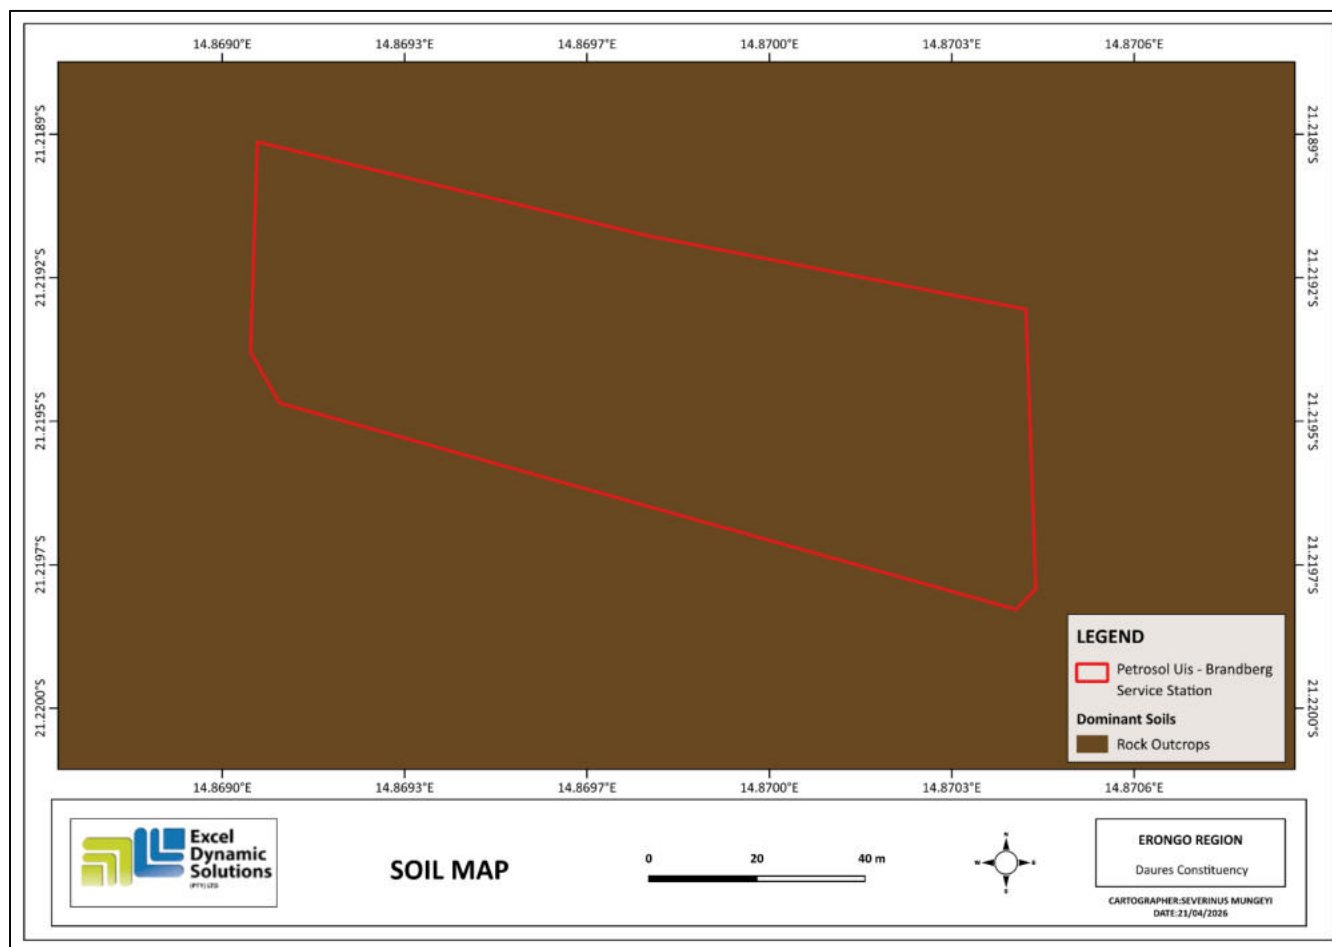 14.8690°E 14.8693°E 14.8697°E 14.8700°E 14.8703°E 14.8706°E
21.2189°S 21.2189°S
21.2192°S 21.2192°S
21.2195°S 21.2195°S
21.2197°S 21.2197°S
21.2200°S 21.2200°S
LEGEND
Petrosol Uis - Brandberg
Service Station
Dominant Soils
Rock Outcrops
14.8690°E 14.8693°E 14.8697°E 14.8700°E 14.8703°E 14.8706°E
Excel
Dynamic
Solutions
(PTY) LTD
SOIL MAP
0 20 40 m
N
W E
S
ERONGO REGION
Daures Constituency
CARTOGRAPHER:SEVERINUS MUNGEYI
DATE:21/04/2026